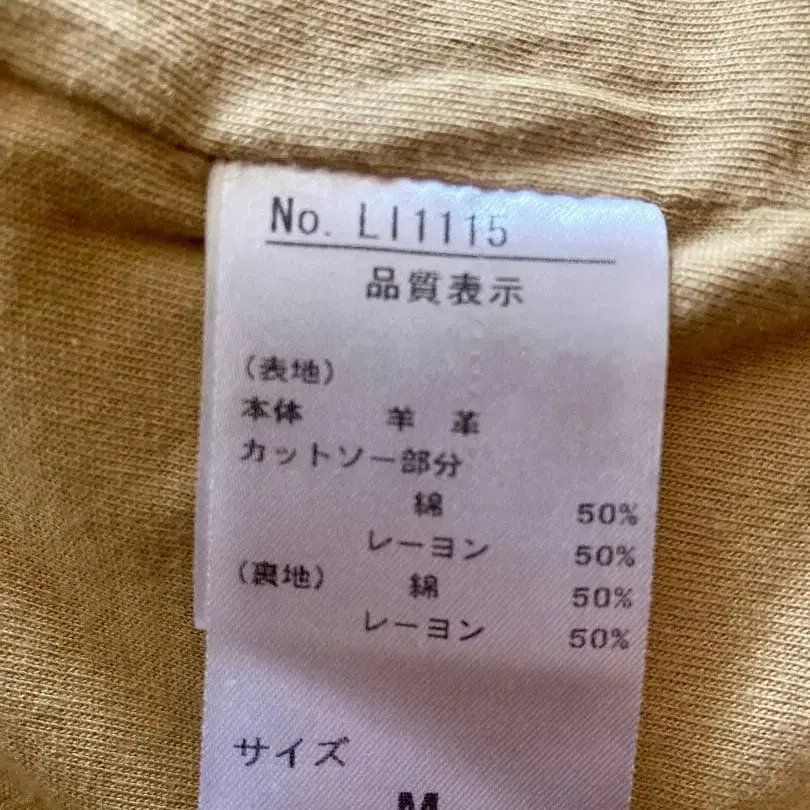 No. LI1115
品質表示
(表地)
本体 羊 革
カットソー部分
綿 50%
レーヨン 50%
(裏地) 綿 50%
レーヨン 50%
サイズ
M